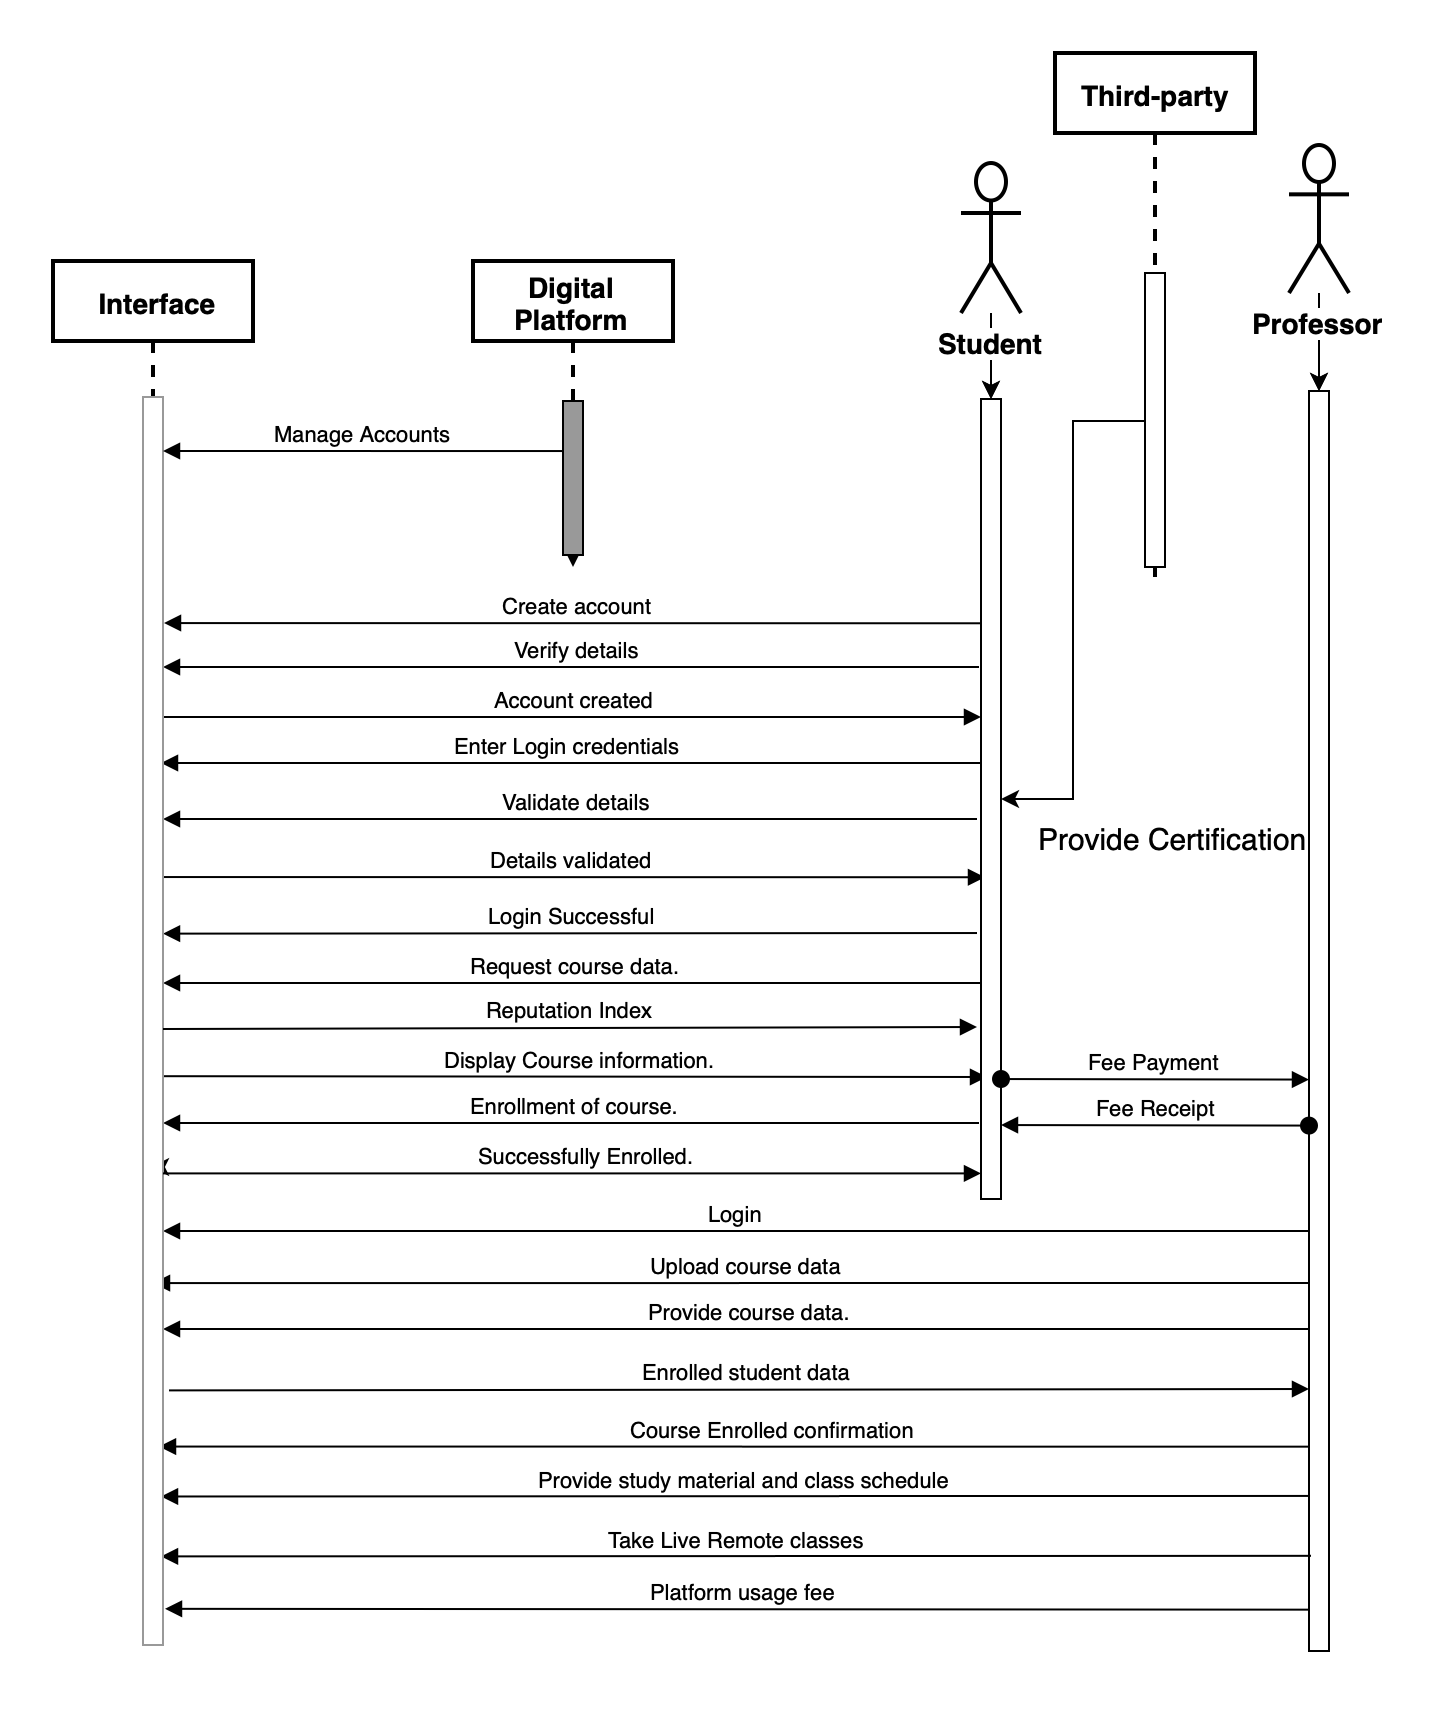 Third-party
Interface
Digital
Platform
Student
Professor
Manage Accounts
Create account
Verify details
Account created
Enter Login credentials
Validate details
Provide Certification
Details validated
Login Successful
Request course data.
Reputation Index
Display Course information.
Fee Payment
Enrollment of course.
Fee Receipt
Successfully Enrolled.
Login
Upload course data
Provide course data.
Enrolled student data
Course Enrolled confirmation
Provide study material and class schedule
Take Live Remote classes
Platform usage fee